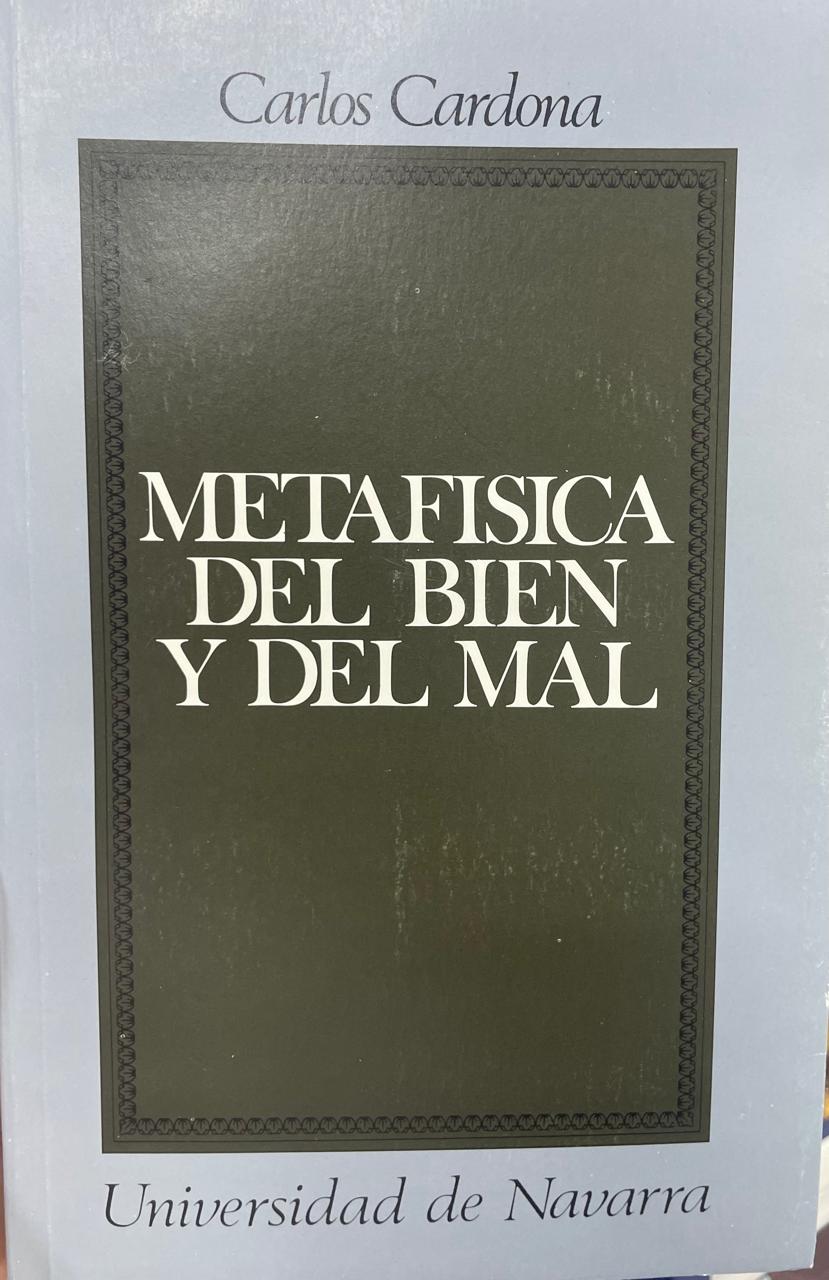 Carlos Cardona
METAFISICA
DEL BIEN
Y DEL MAL
Universidad de Navarra